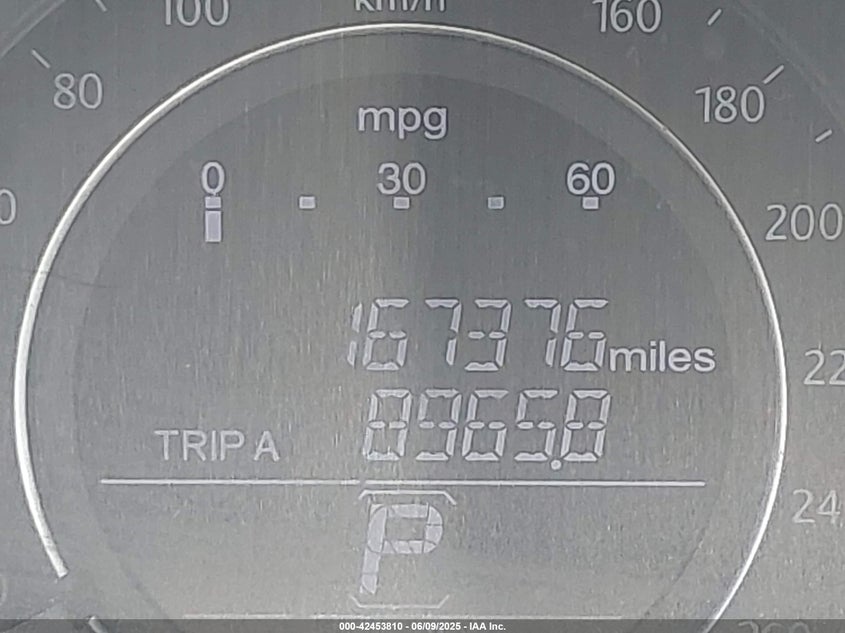 100 km/h 160
80 180
mpg
0 30 60
200
167376 miles
TRIP A 8965.8
P
000-42453810 - 06/09/2025 - IAA Inc.